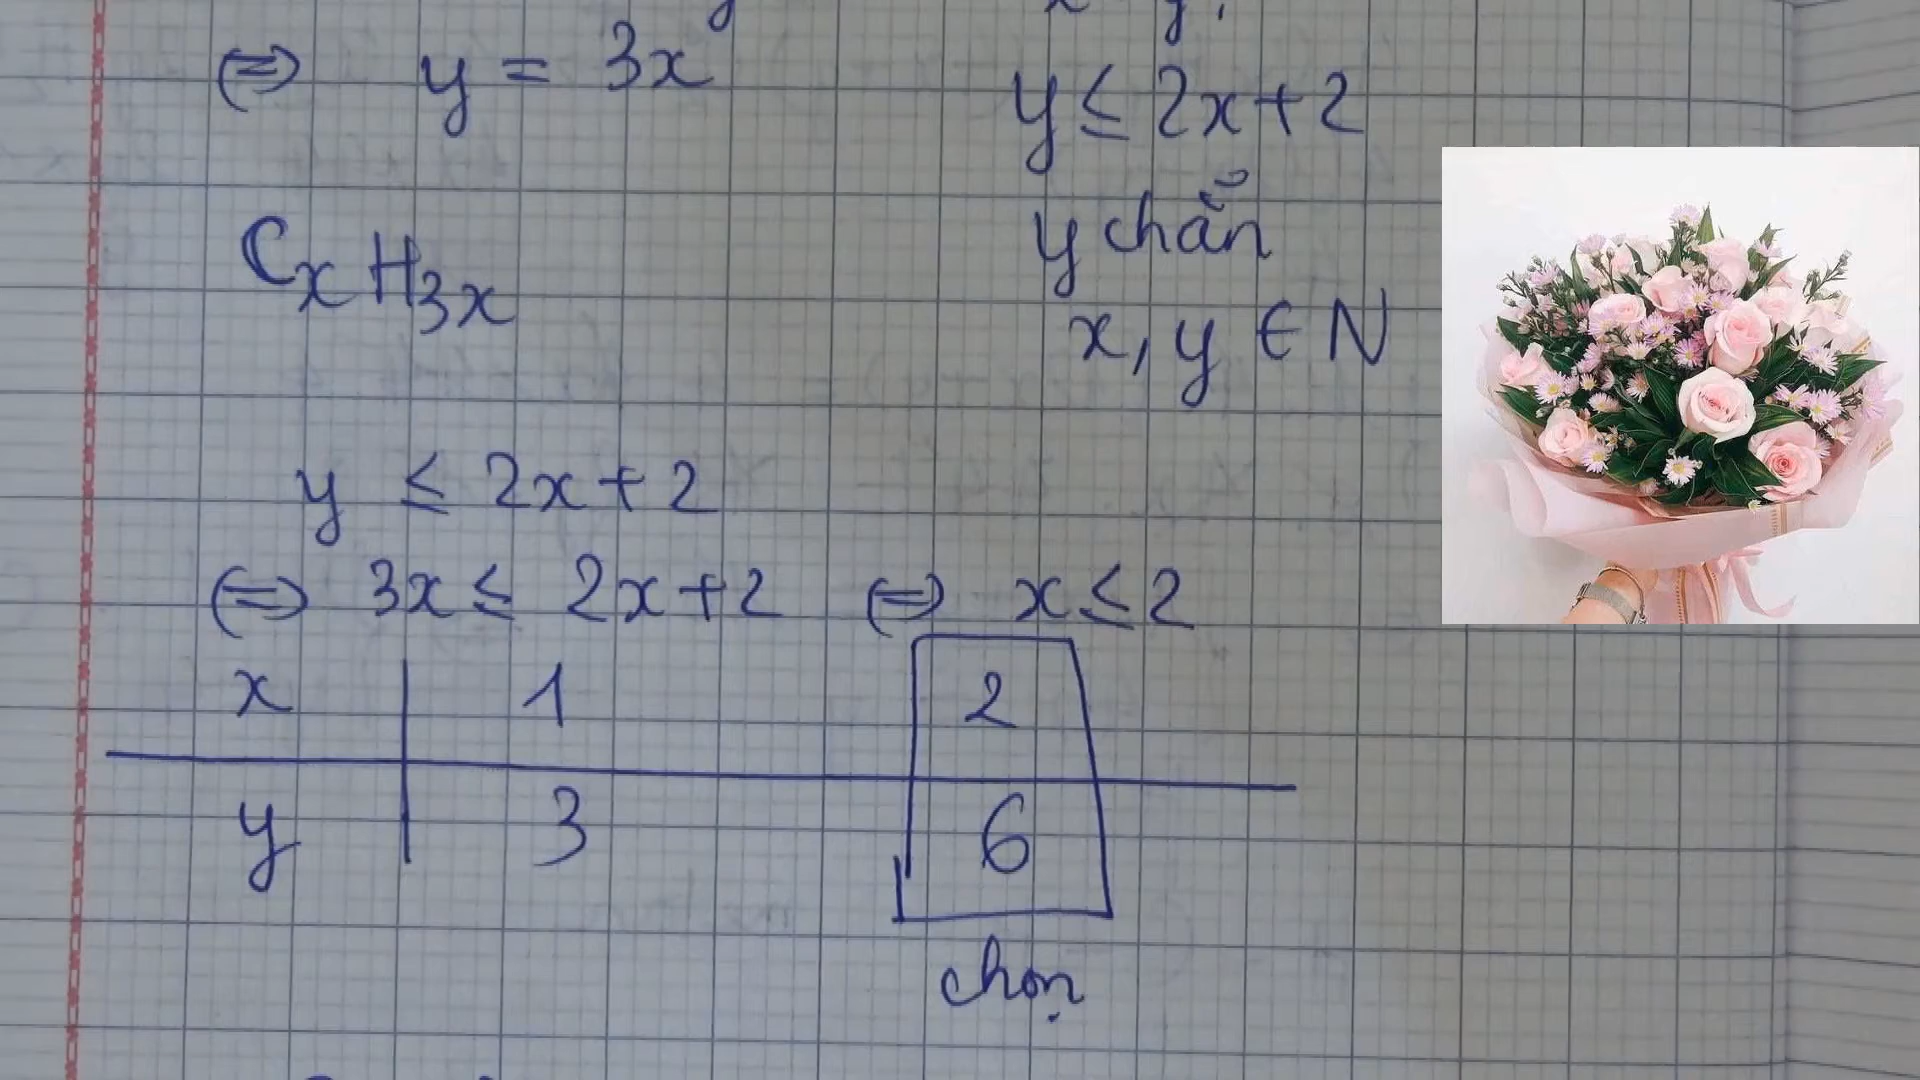 ⇔ y = 3x
y ≤ 2x+2
y chẵn
x, y ∈ N
CxH3x
y ≤ 2x+2
⇔ 3x ≤ 2x+2 ⇔ x ≤ 2
x 1 2
y 3 6
chọn